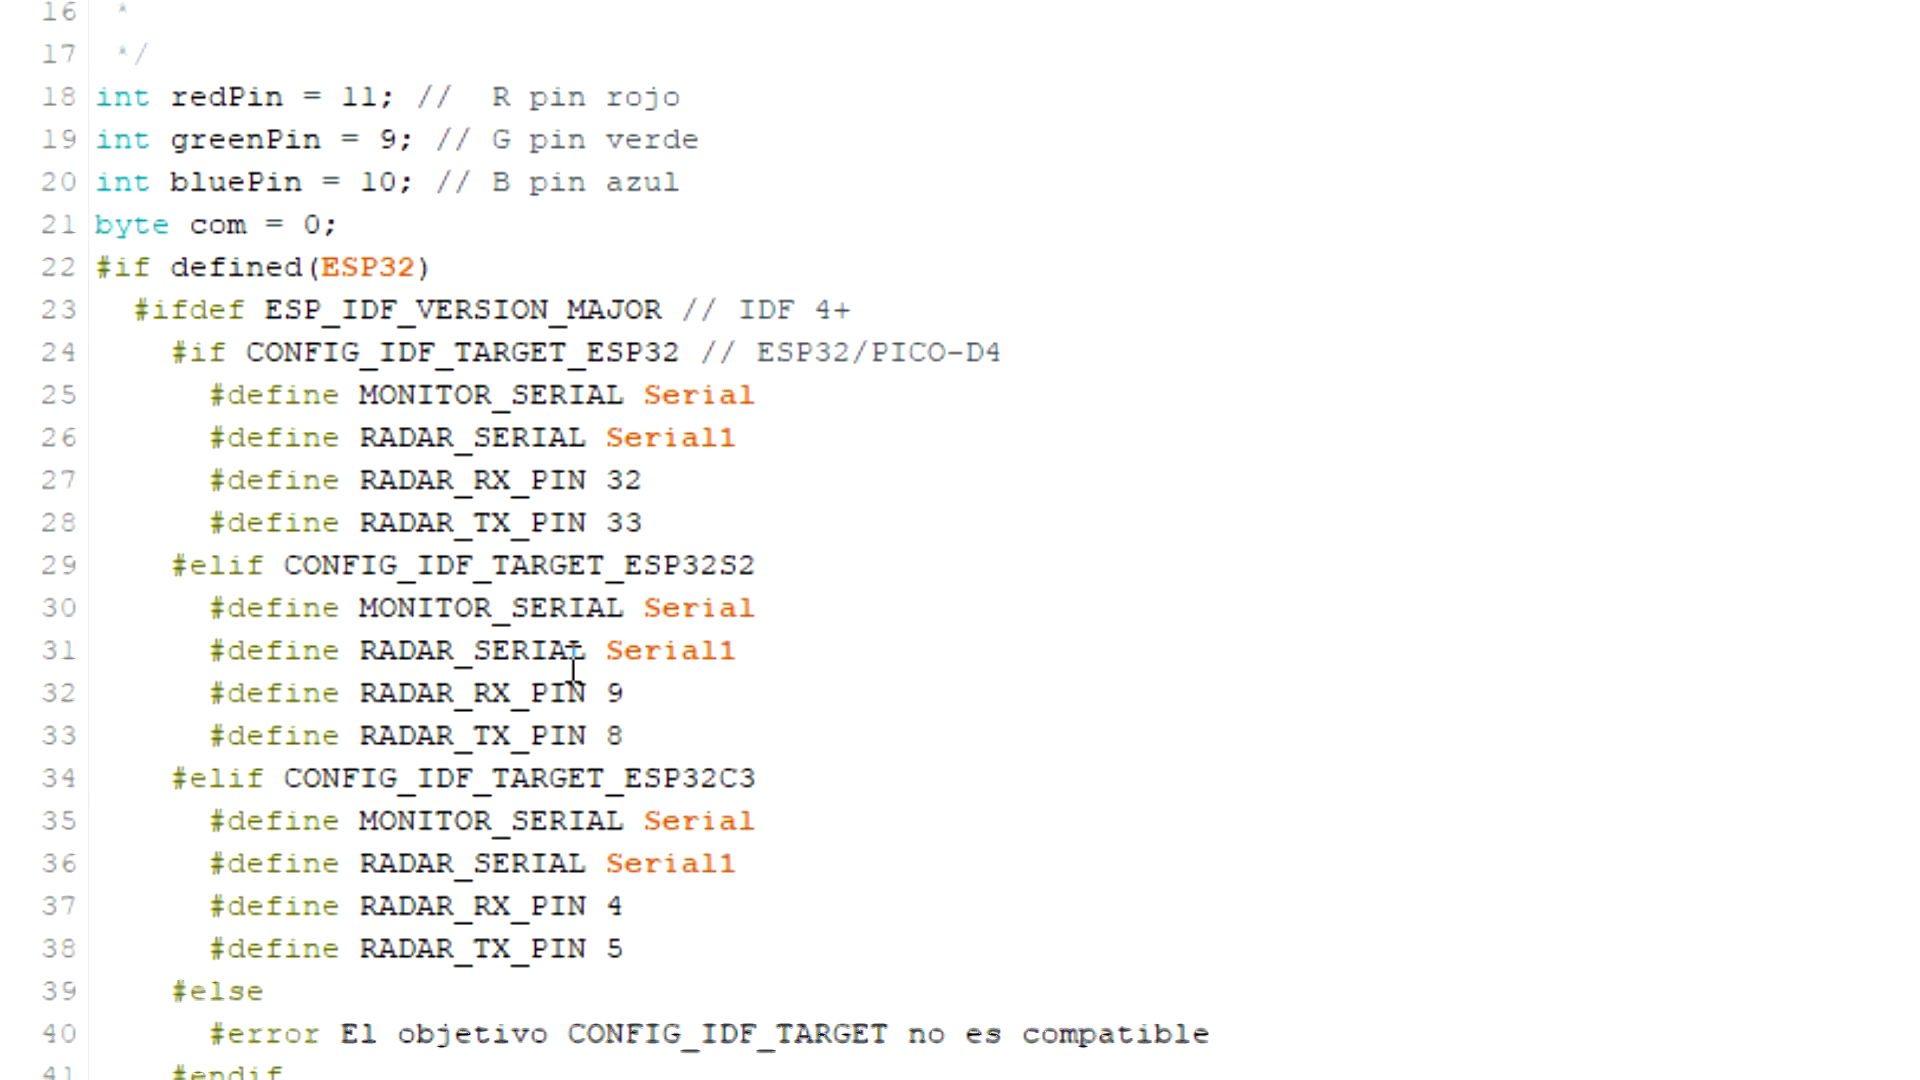 16 *
17 */
18 int redPin = 11; //  R pin rojo
19 int greenPin = 9; // G pin verde
20 int bluePin = 10; // B pin azul
21 byte com = 0;
22 #if defined(ESP32)
23   #ifdef ESP_IDF_VERSION_MAJOR // IDF 4+
24     #if CONFIG_IDF_TARGET_ESP32 // ESP32/PICO-D4
25       #define MONITOR_SERIAL Serial
26       #define RADAR_SERIAL Serial1
27       #define RADAR_RX_PIN 32
28       #define RADAR_TX_PIN 33
29     #elif CONFIG_IDF_TARGET_ESP32S2
30       #define MONITOR_SERIAL Serial
31       #define RADAR_SERIAL Serial1
32       #define RADAR_RX_PIN 9
33       #define RADAR_TX_PIN 8
34     #elif CONFIG_IDF_TARGET_ESP32C3
35       #define MONITOR_SERIAL Serial
36       #define RADAR_SERIAL Serial1
37       #define RADAR_RX_PIN 4
38       #define RADAR_TX_PIN 5
39     #else
40       #error El objetivo CONFIG_IDF_TARGET no es compatible
41     #endif